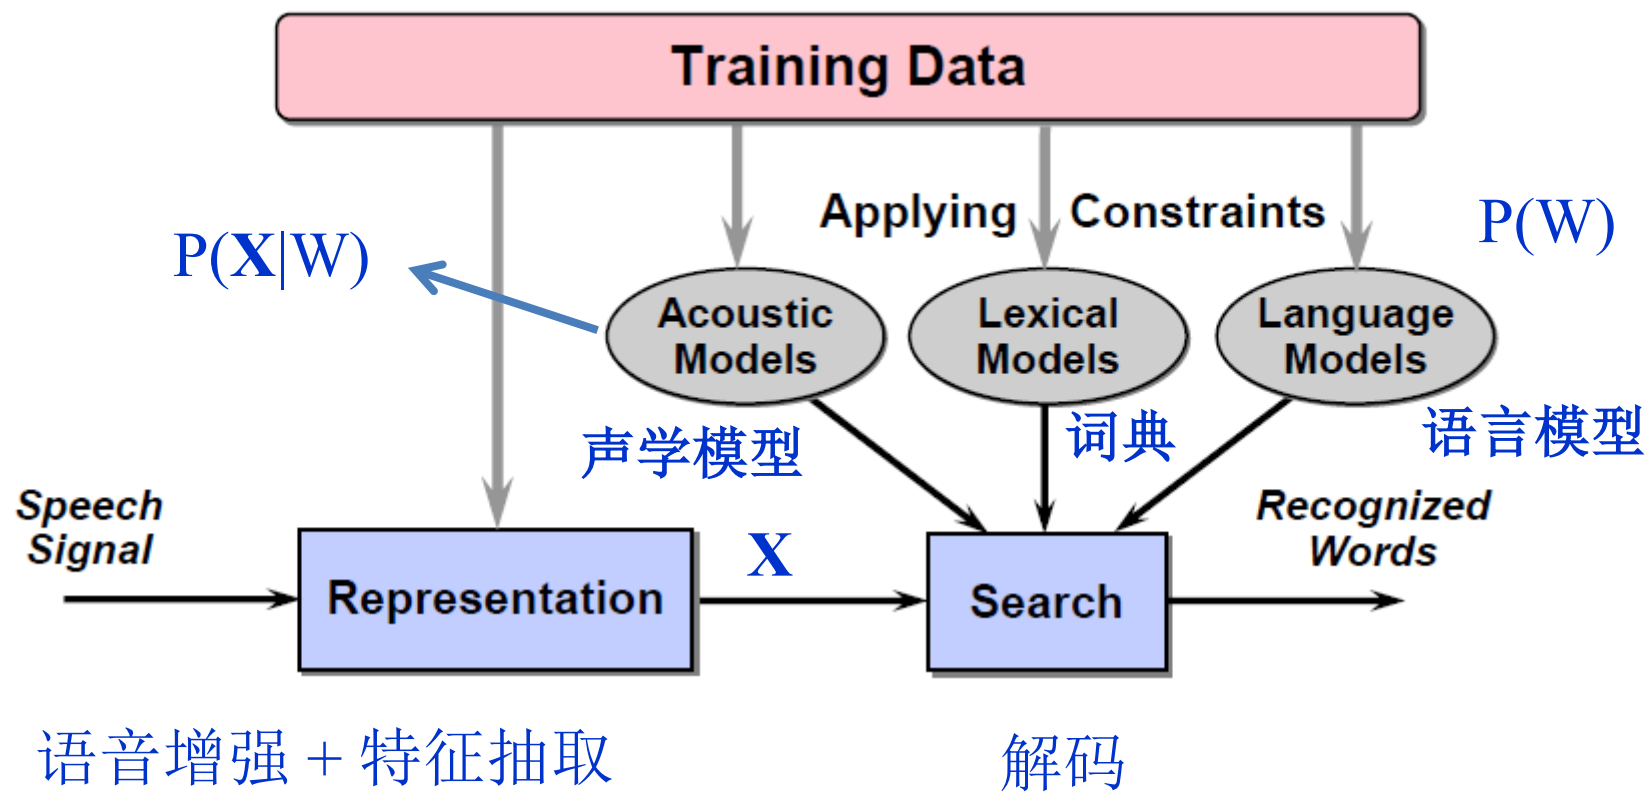 Training Data
Applying Constraints
P(W)
P(X|W)
Acoustic
Models
Lexical
Models
Language
Models
声学模型
词典
语言模型
Speech
Signal
Recognized
Words
Representation
X
Search
语音增强 + 特征抽取
解码